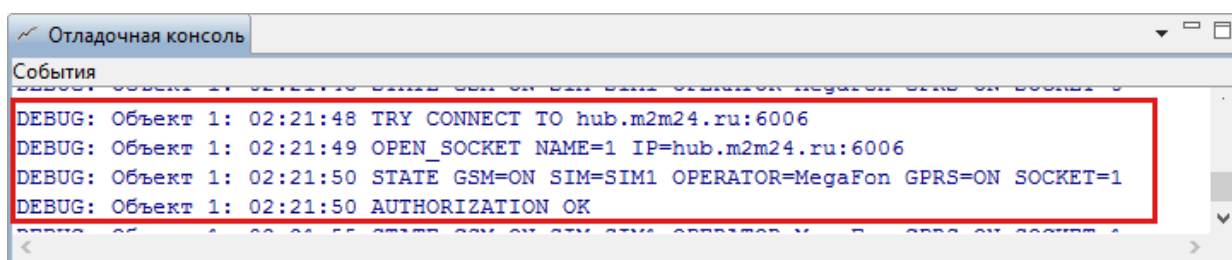 Отладочная консоль
События
DEBUG: Объект 1: 02:21:48 TRY CONNECT TO hub.m2m24.ru:6006
DEBUG: Объект 1: 02:21:49 OPEN_SOCKET NAME=1 IP=hub.m2m24.ru:6006
DEBUG: Объект 1: 02:21:50 STATE GSM=ON SIM=SIM1 OPERATOR=MegaFon GPRS=ON SOCKET=1
DEBUG: Объект 1: 02:21:50 AUTHORIZATION OK